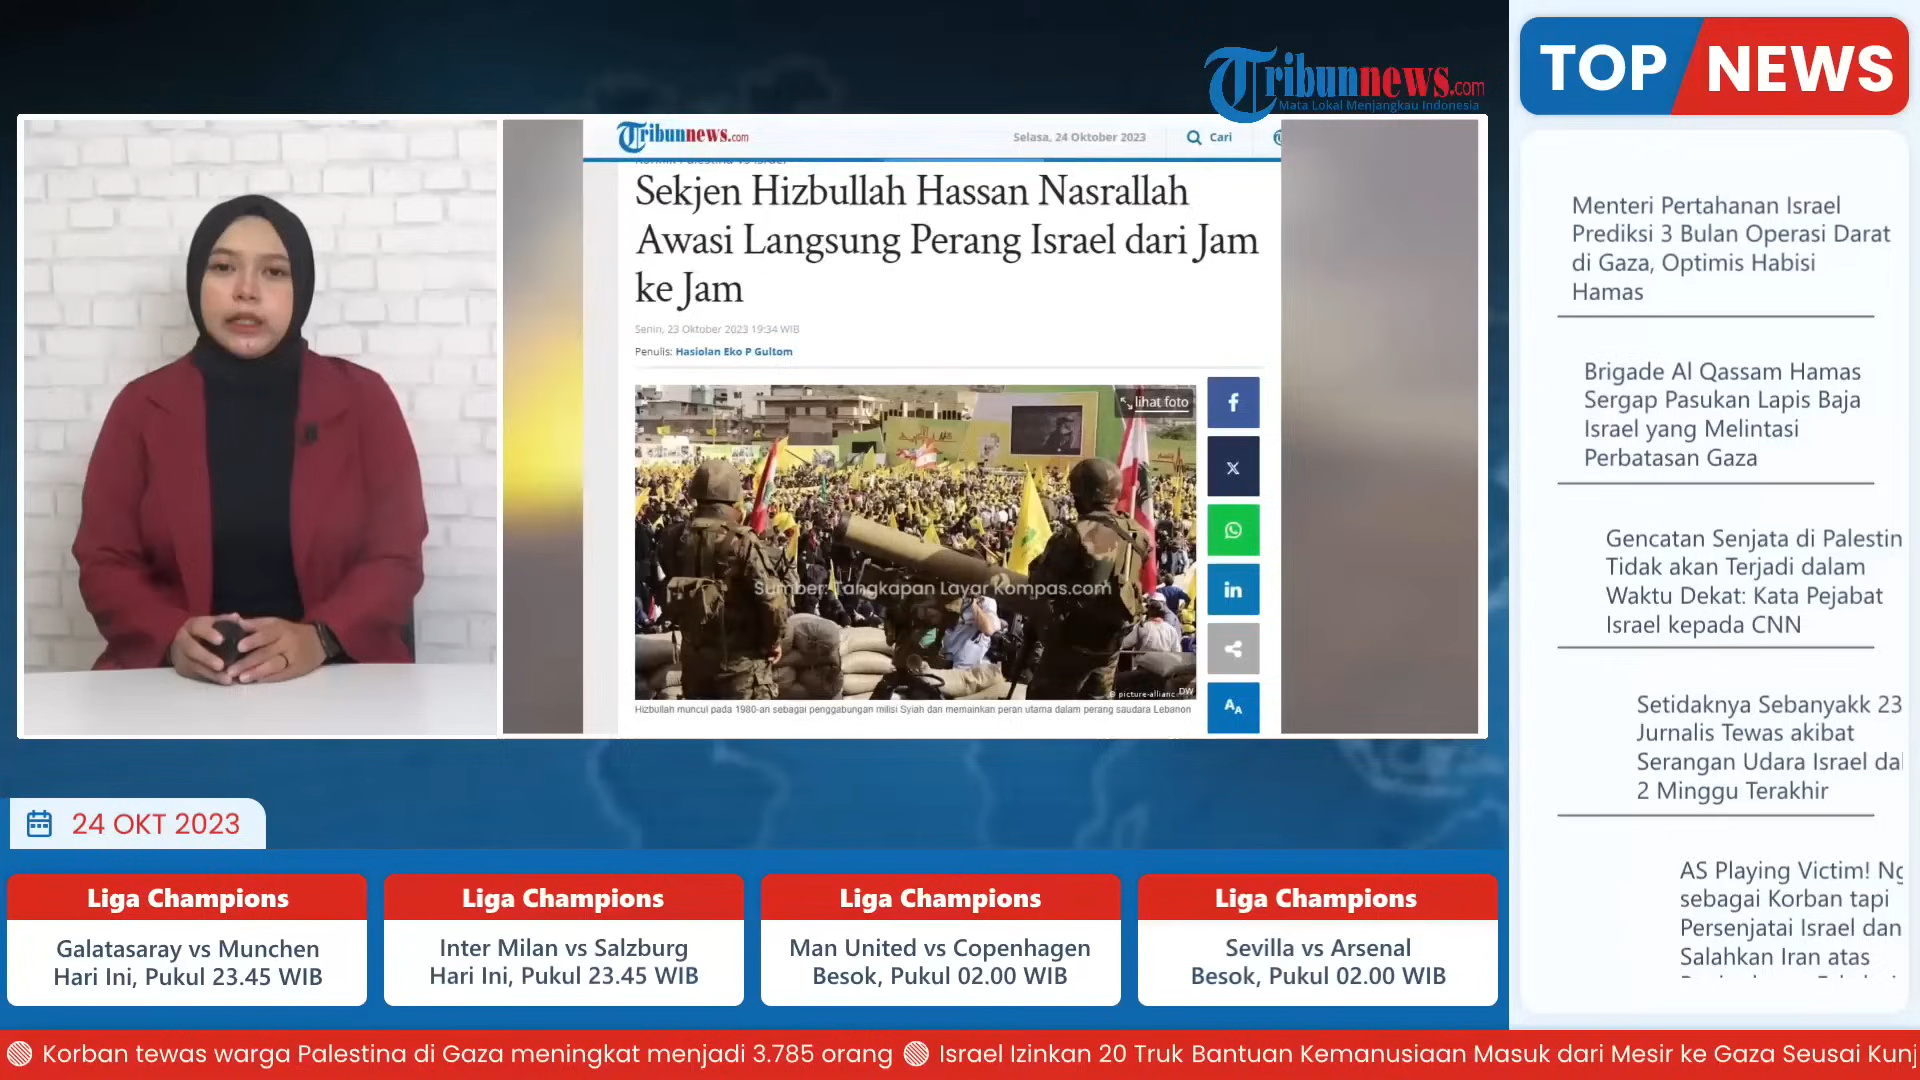 Tribunnews.com
Mata Lokal Menjangkau Indonesia
TOP NEWS
Tribunnews.com
Selasa, 24 Oktober 2023
Cari
Sekjen Hizbullah Hassan Nasrallah
Awasi Langsung Perang Israel dari Jam
ke Jam
Senin, 23 Oktober 2023 19:34 WIB
Penulis: Hasiolan Eko P Gultom
lihat foto
Sumber: Tangkapan Layar Kompas.com
© picture-allianc DW
Hizbullah muncul pada 1980-an sebagai penggabungan milisi Syiah dan memainkan peran utama dalam perang saudara Lebanon
Menteri Pertahanan Israel
Prediksi 3 Bulan Operasi Darat
di Gaza, Optimis Habisi
Hamas
Brigade Al Qassam Hamas
Sergap Pasukan Lapis Baja
Israel yang Melintasi
Perbatasan Gaza
Gencatan Senjata di Palestin
Tidak akan Terjadi dalam
Waktu Dekat: Kata Pejabat
Israel kepada CNN
Setidaknya Sebanyakk 23
Jurnalis Tewas akibat
Serangan Udara Israel da
2 Minggu Terakhir
AS Playing Victim! Ng
sebagai Korban tapi
Persenjatai Israel dan
Salahkan Iran atas
24 OKT 2023
Liga Champions
Galatasaray vs Munchen
Hari Ini, Pukul 23.45 WIB
Liga Champions
Inter Milan vs Salzburg
Hari Ini, Pukul 23.45 WIB
Liga Champions
Man United vs Copenhagen
Besok, Pukul 02.00 WIB
Liga Champions
Sevilla vs Arsenal
Besok, Pukul 02.00 WIB
Korban tewas warga Palestina di Gaza meningkat menjadi 3.785 orang Israel Izinkan 20 Truk Bantuan Kemanusiaan Masuk dari Mesir ke Gaza Seusai Kunj